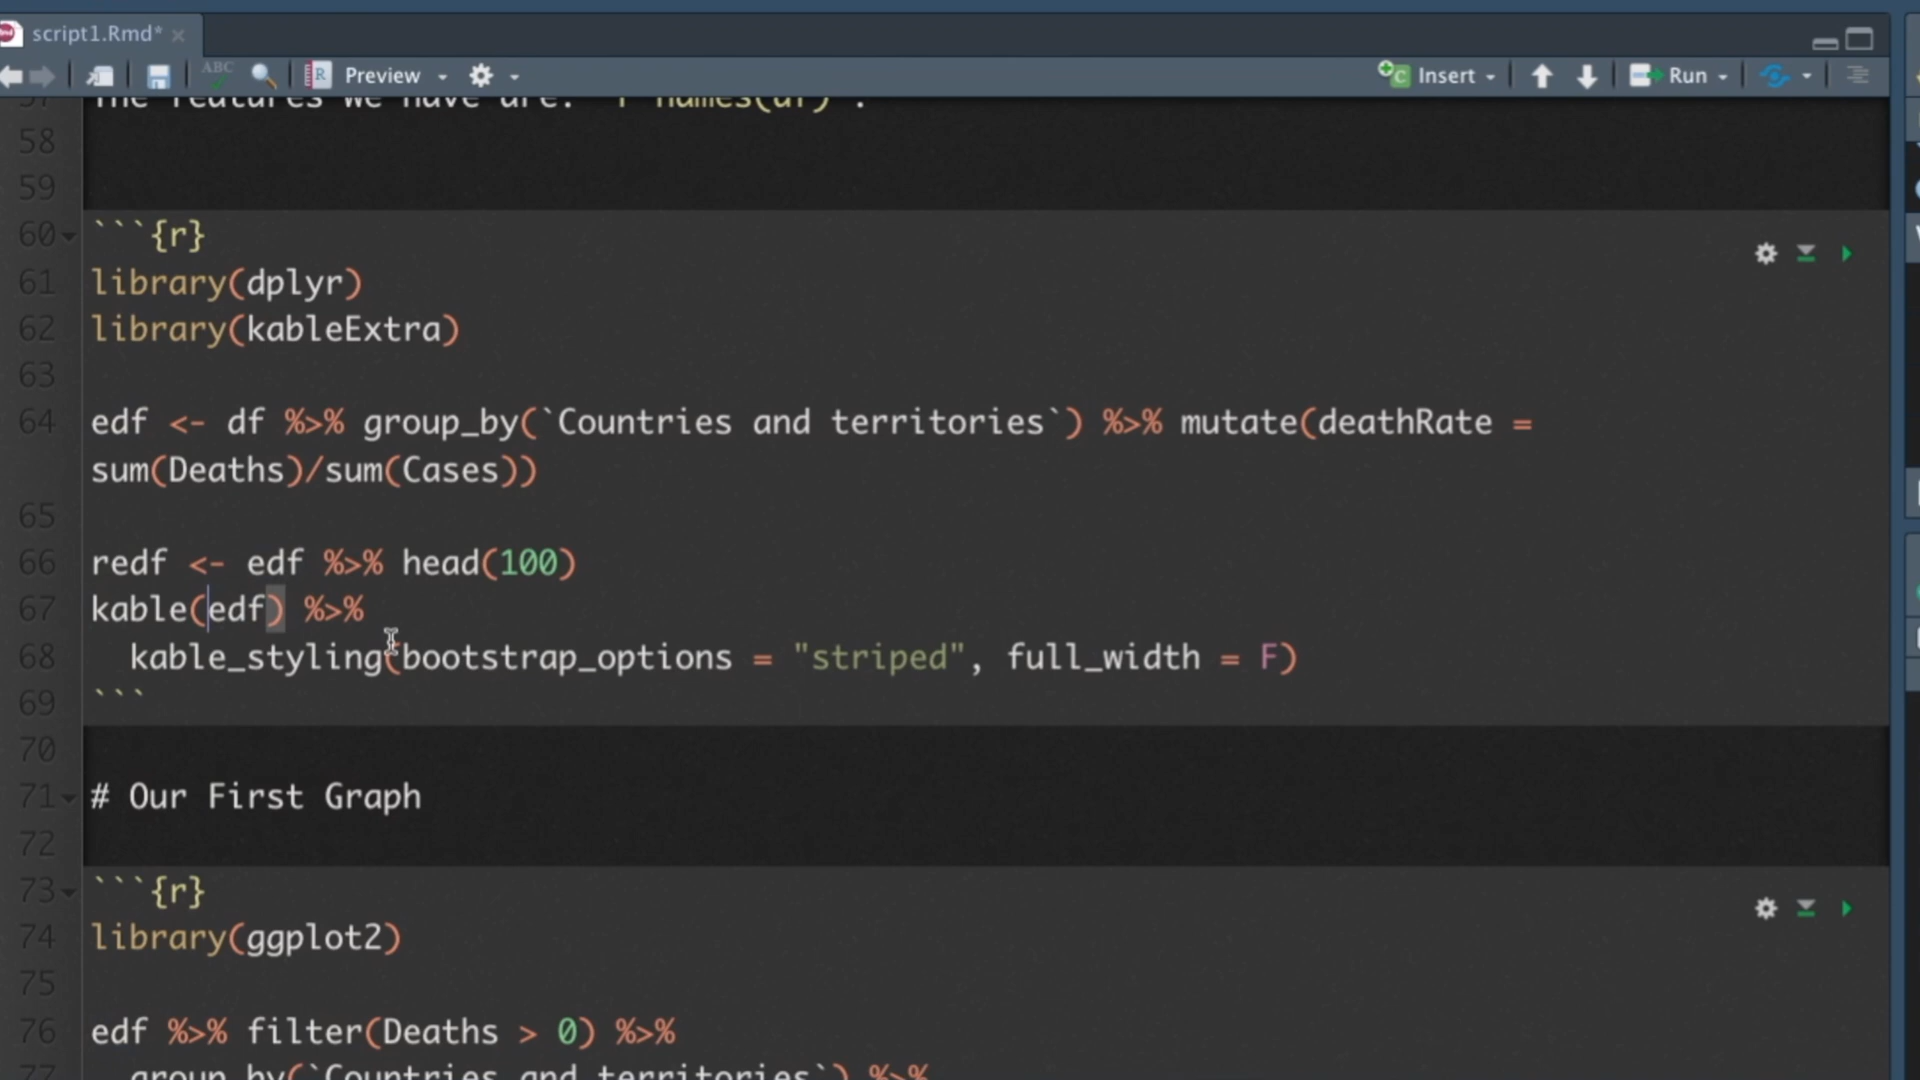 script1.Rmd*
ABC Preview Insert Run
57 The features we have are: `r names(df)`.
58
59
60 ```{r}
61 library(dplyr)
62 library(kableExtra)
63
64 edf <- df %>% group_by(`Countries and territories`) %>% mutate(deathRate =
sum(Deaths)/sum(Cases))
65
66 redf <- edf %>% head(100)
67 kable(edf) %>%
68 kable_styling(bootstrap_options = "striped", full_width = F)
69 ```
70
71 # Our First Graph
72
73 ```{r}
74 library(ggplot2)
75
76 edf %>% filter(Deaths > 0) %>%
77 group_by(`Countries and territories`) %>%